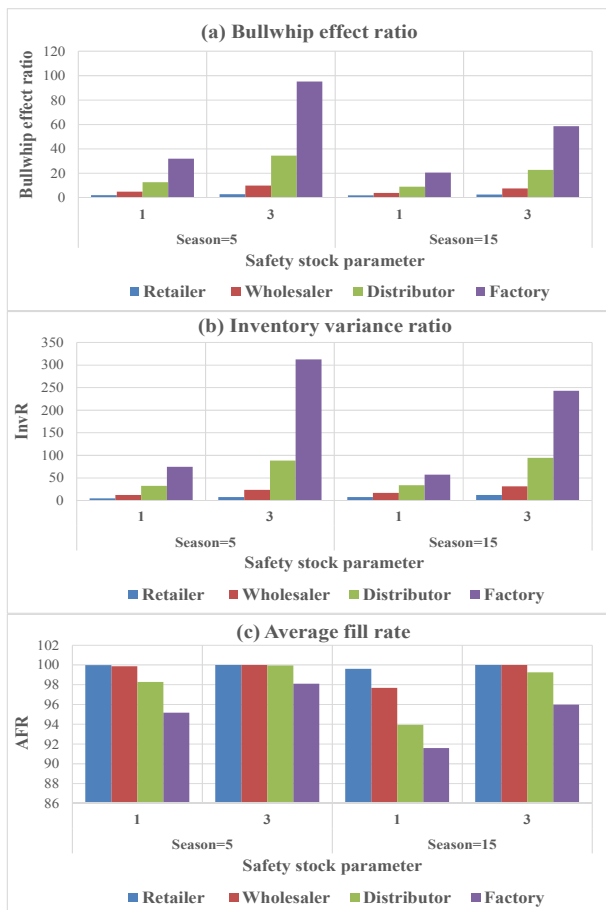 (a) Bullwhip effect ratio
120
100
80
60
40
20
0
Bullwhip effect ratio
1 3 1 3
Season=5 Season=15
Safety stock parameter
Retailer Wholesaler Distributor Factory
(b) Inventory variance ratio
350
300
250
200
150
100
50
0
InvR
1 3 1 3
Season=5 Season=15
Safety stock parameter
Retailer Wholesaler Distributor Factory
(c) Average fill rate
102
100
98
96
94
92
90
88
86
AFR
1 3 1 3
Season=5 Season=15
Safety stock parameter
Retailer Wholesaler Distributor Factory